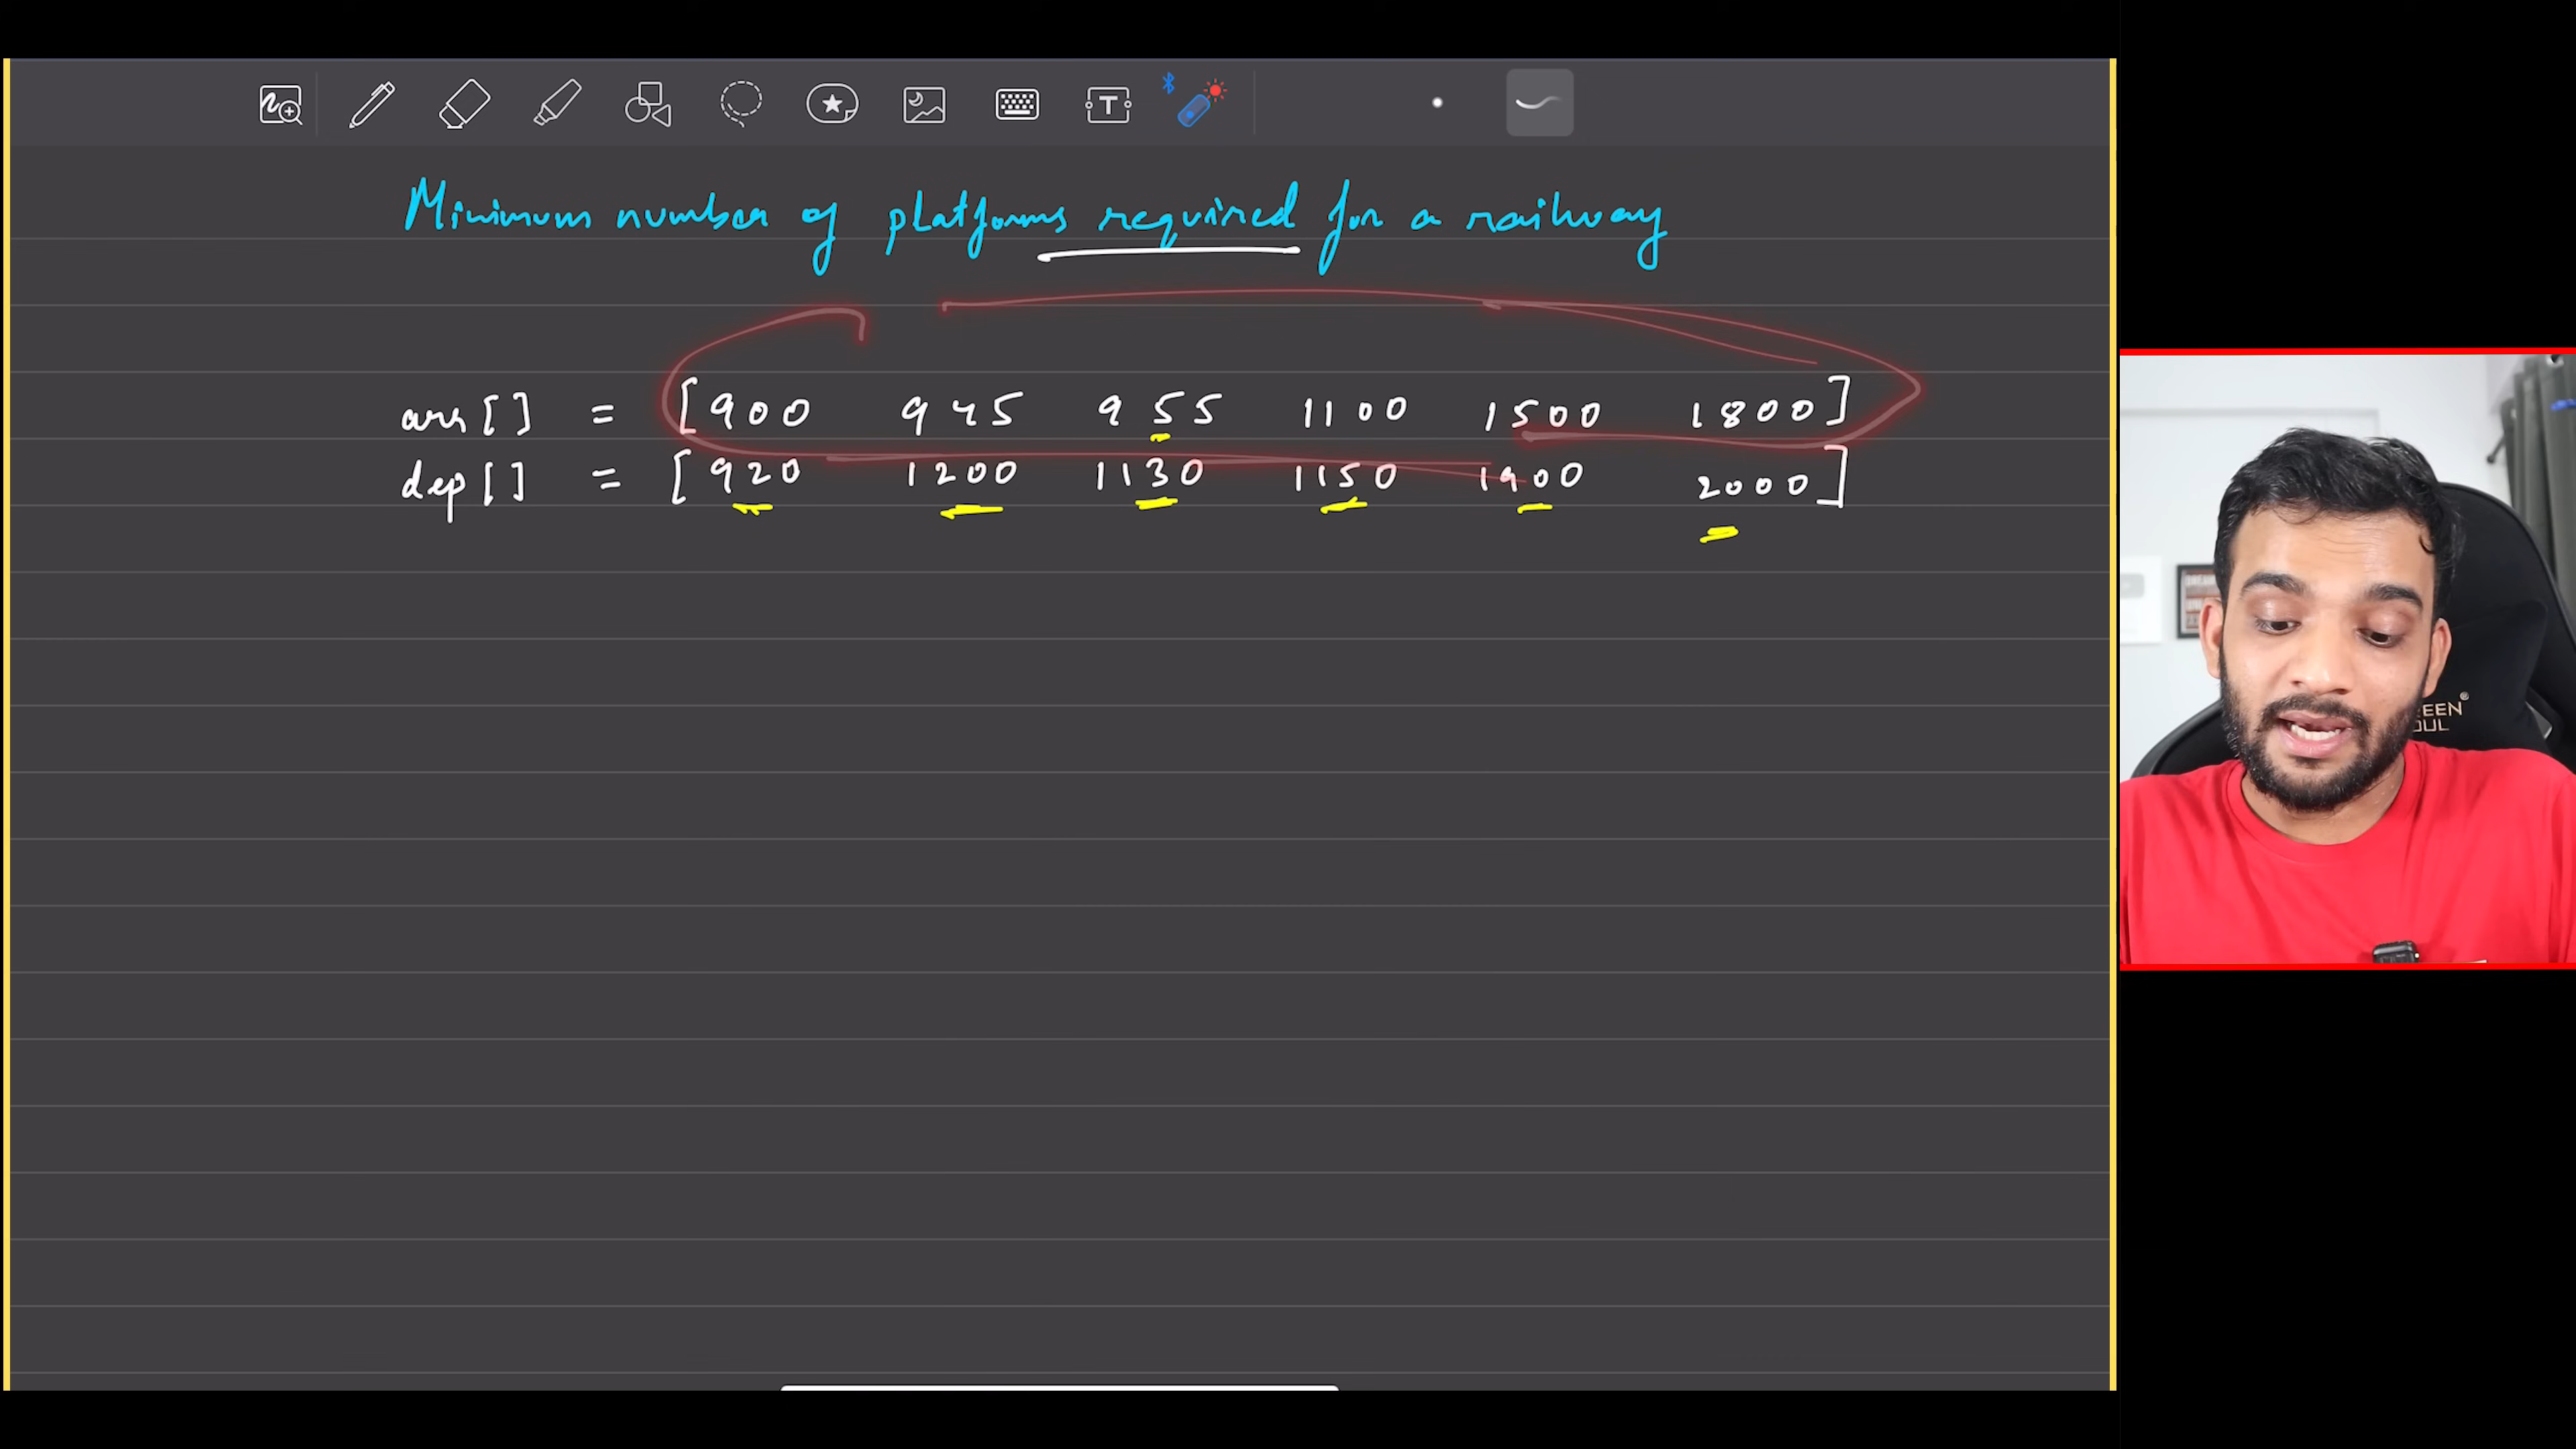 Minimum number of platforms required for a railway
arr[] = [900 945 955 1100 1500 1800]
dep[] = [920 1200 1130 1150 1900 2000]
T